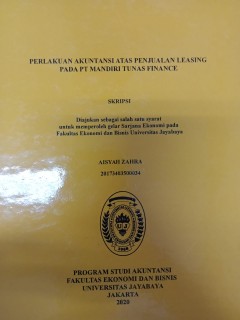 PERLAKUAN AKUNTANSI ATAS PENJUALAN LEASING
PADA PT MANDIRI TUNAS FINANCE
SKRIPSI
Diajukan sebagai salah satu syarat
untuk memperoleh gelar Sarjana Ekonomi pada
Fakultas Ekonomi dan Bisnis Universitas Jayabaya
AISYAH ZAHRA
PROGRAM STUDI AKUNTANSI
FAKULTAS EKONOMI DAN BISNIS
UNIVERSITAS JAYABAYA
JAKARTA
2020